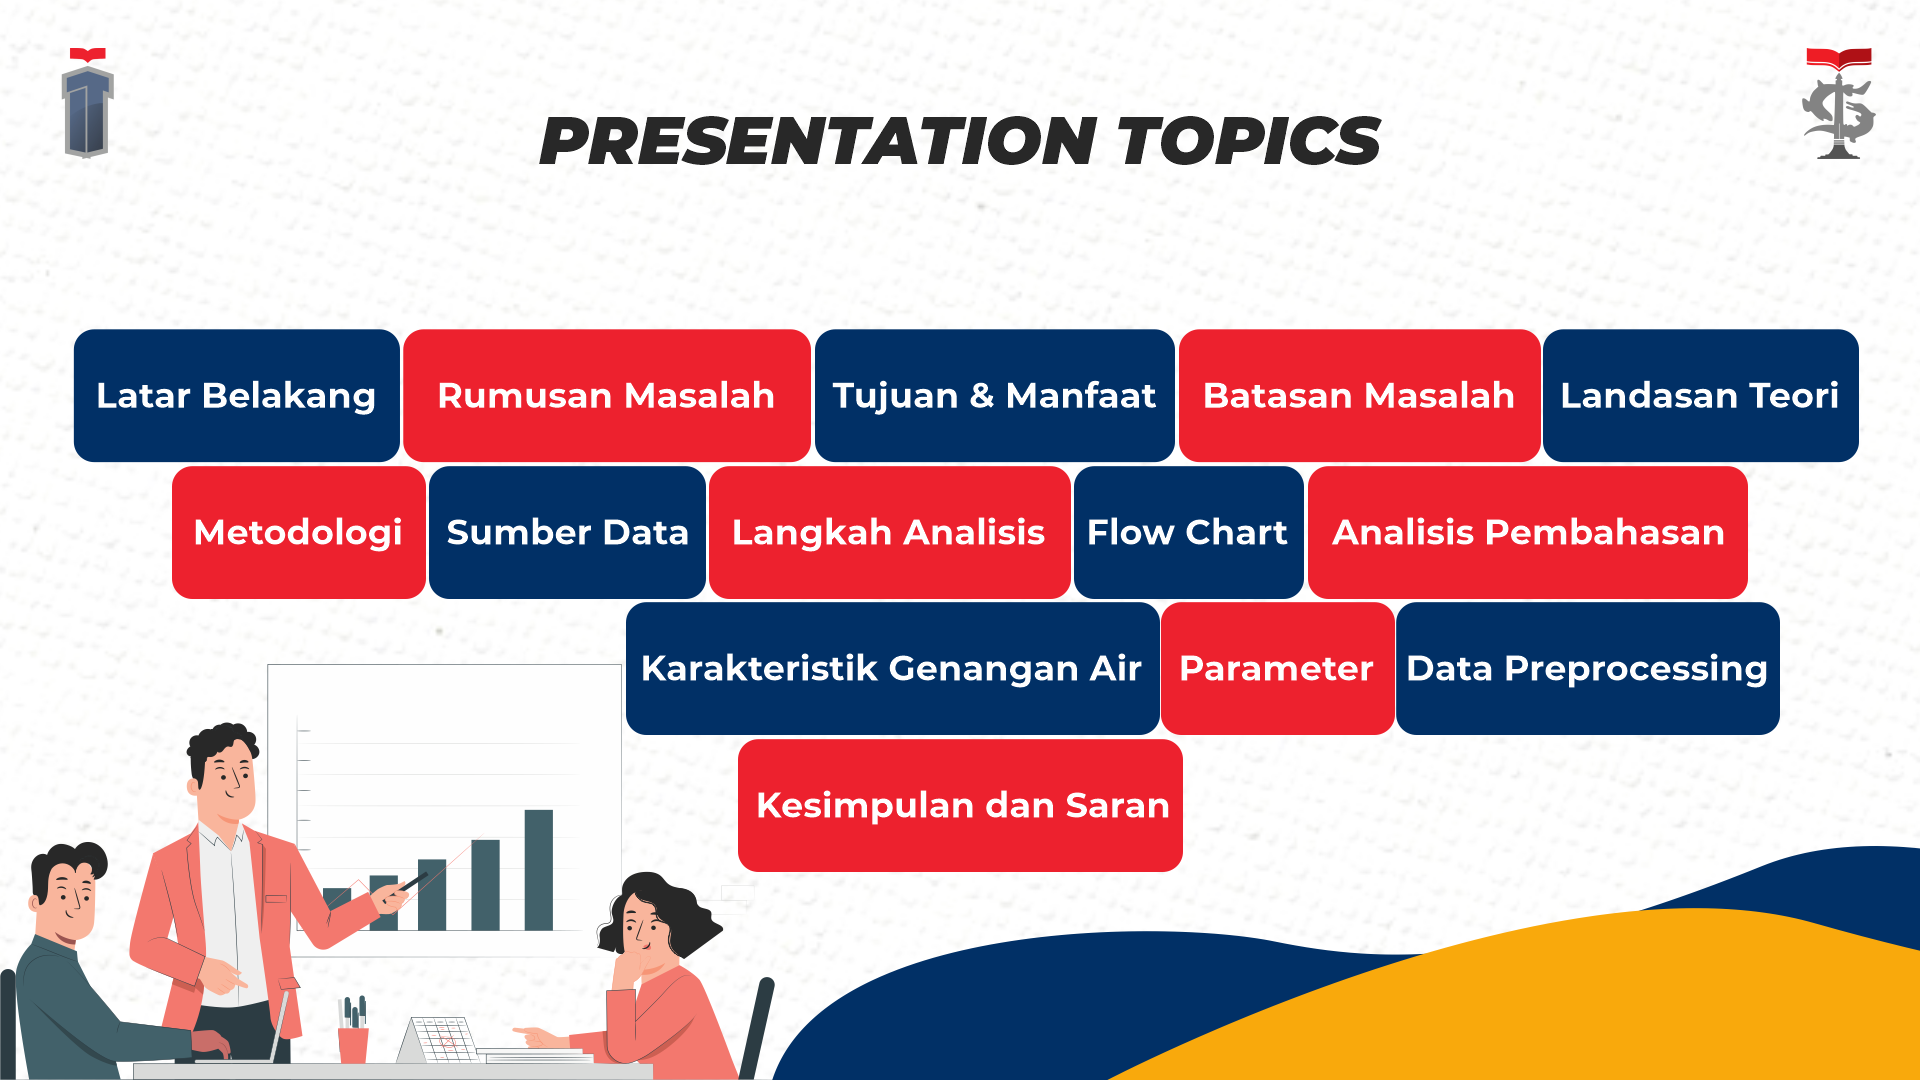 PRESENTATION TOPICS
Latar Belakang
Rumusan Masalah
Tujuan & Manfaat
Batasan Masalah
Landasan Teori
Metodologi
Sumber Data
Langkah Analisis
Flow Chart
Analisis Pembahasan
Karakteristik Genangan Air
Parameter
Data Preprocessing
Kesimpulan dan Saran